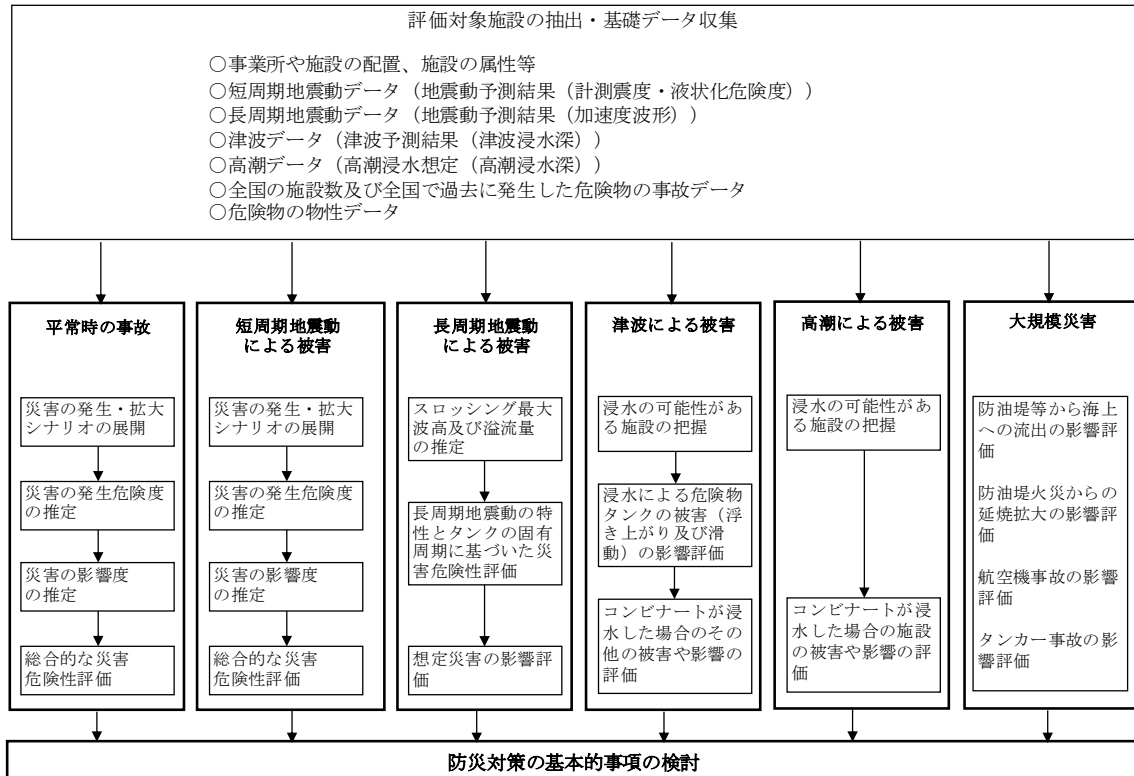 評価対象施設の抽出・基礎データ収集
○事業所や施設の配置、施設の属性等
○短周期地震動データ（地震動予測結果（計測震度・液状化危険度））
○長周期地震動データ（地震動予測結果（加速度波形））
○津波データ（津波予測結果（津波浸水深））
○高潮データ（高潮浸水想定（高潮浸水深））
○全国の施設数及び全国で過去に発生した危険物の事故データ
○危険物の物性データ
平常時の事故
災害の発生・拡大
シナリオの展開
災害の発生危険度
の推定
災害の影響度
の推定
総合的な災害
危険性評価
短周期地震動
による被害
災害の発生・拡大
シナリオの展開
災害の発生危険度
の推定
災害の影響度
の推定
総合的な災害
危険性評価
長周期地震動
による被害
スロッシング最大
波高及び溢流量
の推定
長周期地震動の特
性とタンクの固有
周期に基づいた災
害危険性評価
想定災害の影響評
価
津波による被害
浸水の可能性があ
る施設の把握
浸水による危険物
タンクの被害（浮
き上がり及び滑
動）の影響評価
コンビナートが浸
水した場合のその
他の被害や影響の
評価
高潮による被害
浸水の可能性があ
る施設の把握
コンビナートが浸
水した場合の施設
の被害や影響の評
価
大規模災害
防油堤等から海上
への流出の影響評
価
防油堤火災からの
延焼拡大の影響評
価
航空機事故の影響
評価
タンカー事故の影
響評価
防災対策の基本的事項の検討